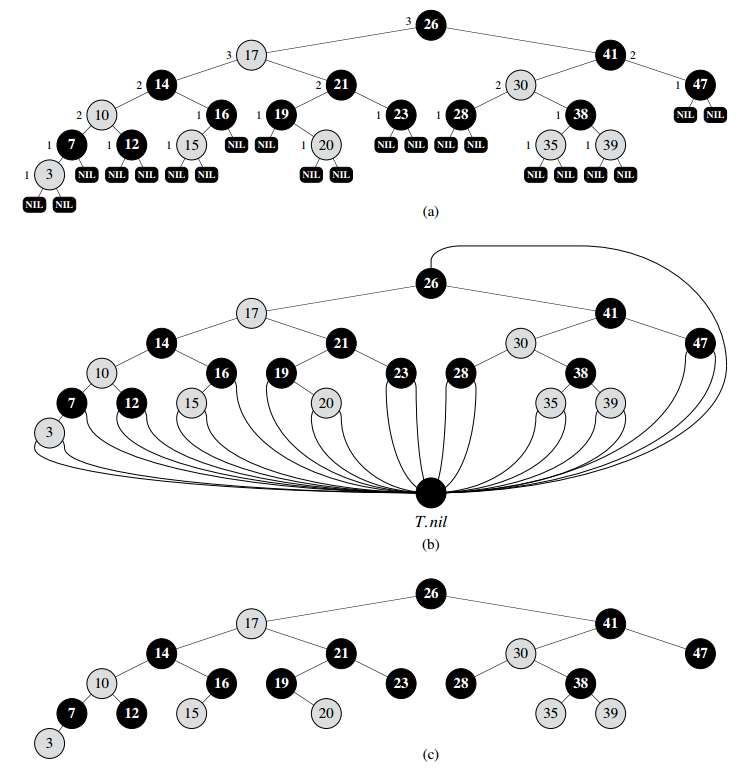 3 26
3 17 41 2
2 14 2 21 2 30 1 47
2 10 1 16 1 19 1 23 1 28 1 38 NIL NIL
1 7 1 12 1 15 NIL NIL 1 20 NIL NIL NIL NIL 1 35 1 39
1 3 NIL NIL NIL NIL NIL NIL NIL NIL NIL NIL NIL
NIL NIL
(a)
26
17 41
14 21 30 47
10 16 19 23 28 38
7 12 15 20 35 39
3
T.nil
(b)
26
17 41
14 21 30 47
10 16 19 23 28 38
7 12 15 20 35 39
3
(c)